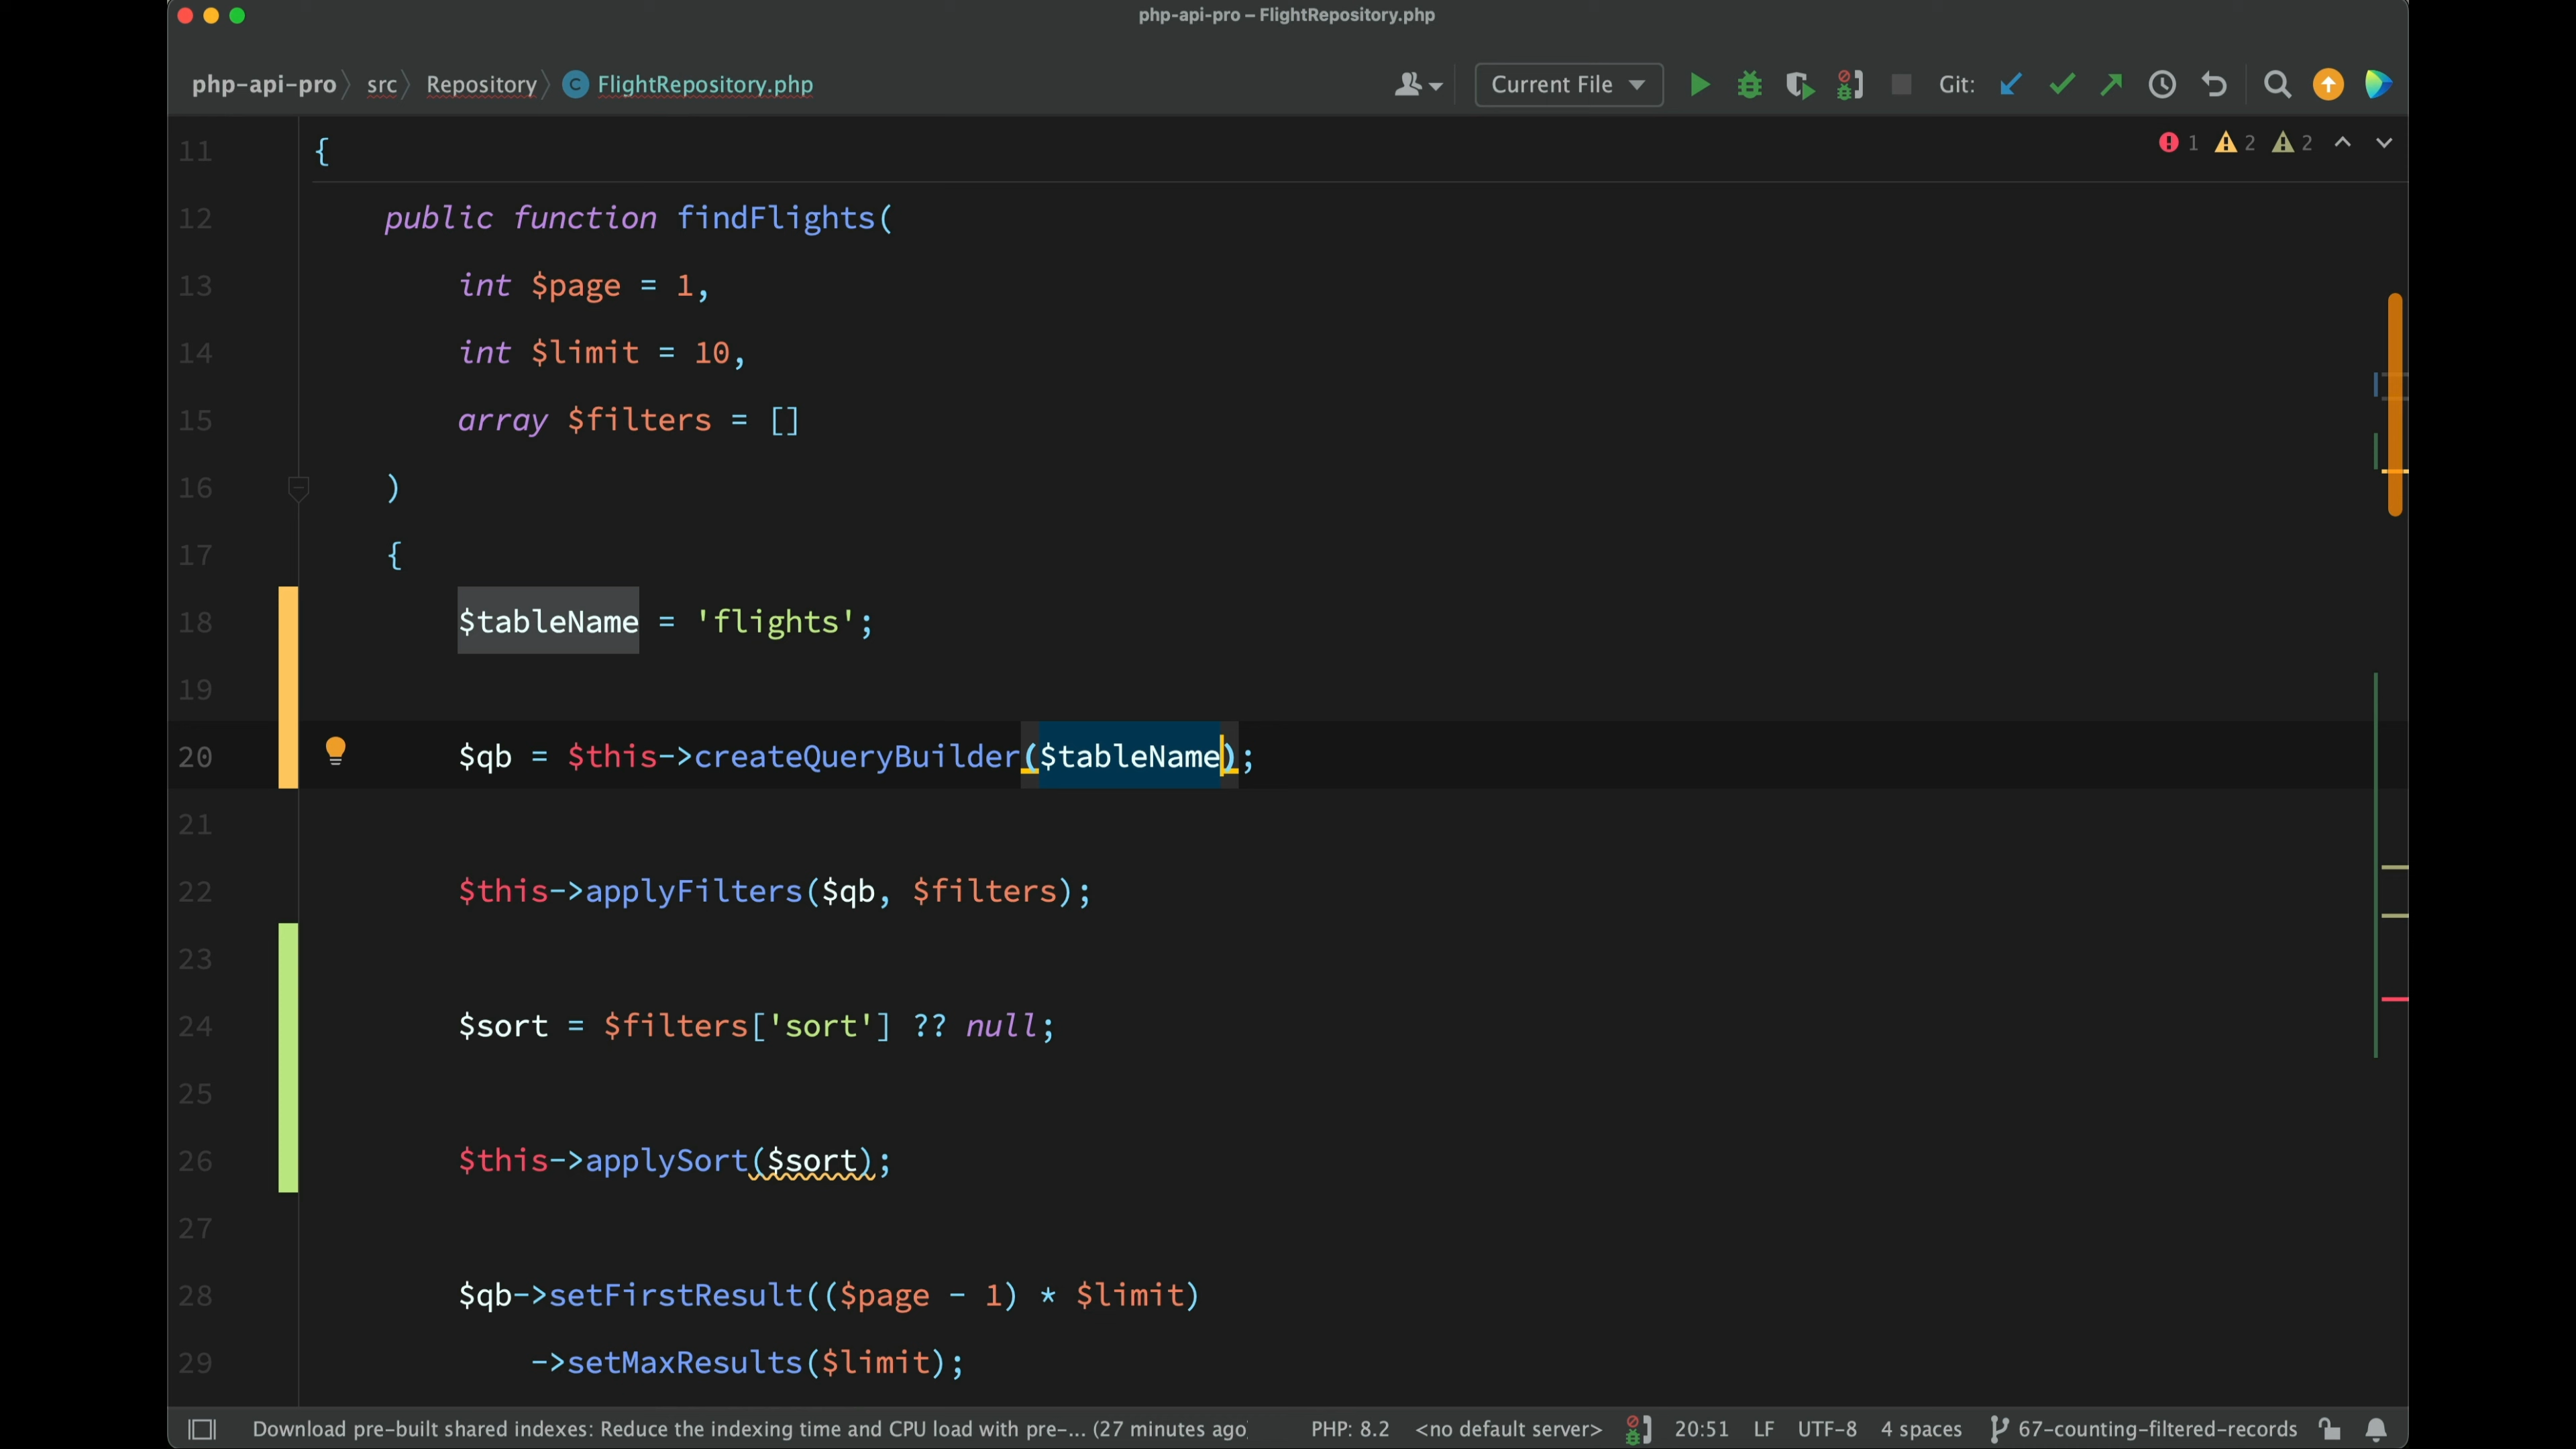 php-api-pro – FlightRepository.php
php-api-pro src Repository C FlightRepository.php Current File Git:
1 2 2
11 {
12 public function findFlights(
13 int $page = 1,
14 int $limit = 10,
15 array $filters = []
16 )
17 {
18 $tableName = 'flights';
19
20 $qb = $this->createQueryBuilder($tableName);
21
22 $this->applyFilters($qb, $filters);
23
24 $sort = $filters['sort'] ?? null;
25
26 $this->applySort($sort);
27
28 $qb->setFirstResult(($page - 1) * $limit)
29 ->setMaxResults($limit);
Download pre-built shared indexes: Reduce the indexing time and CPU load with pre-... (27 minutes ago) PHP: 8.2 <no default server> 20:51 LF UTF-8 4 spaces 67-counting-filtered-records